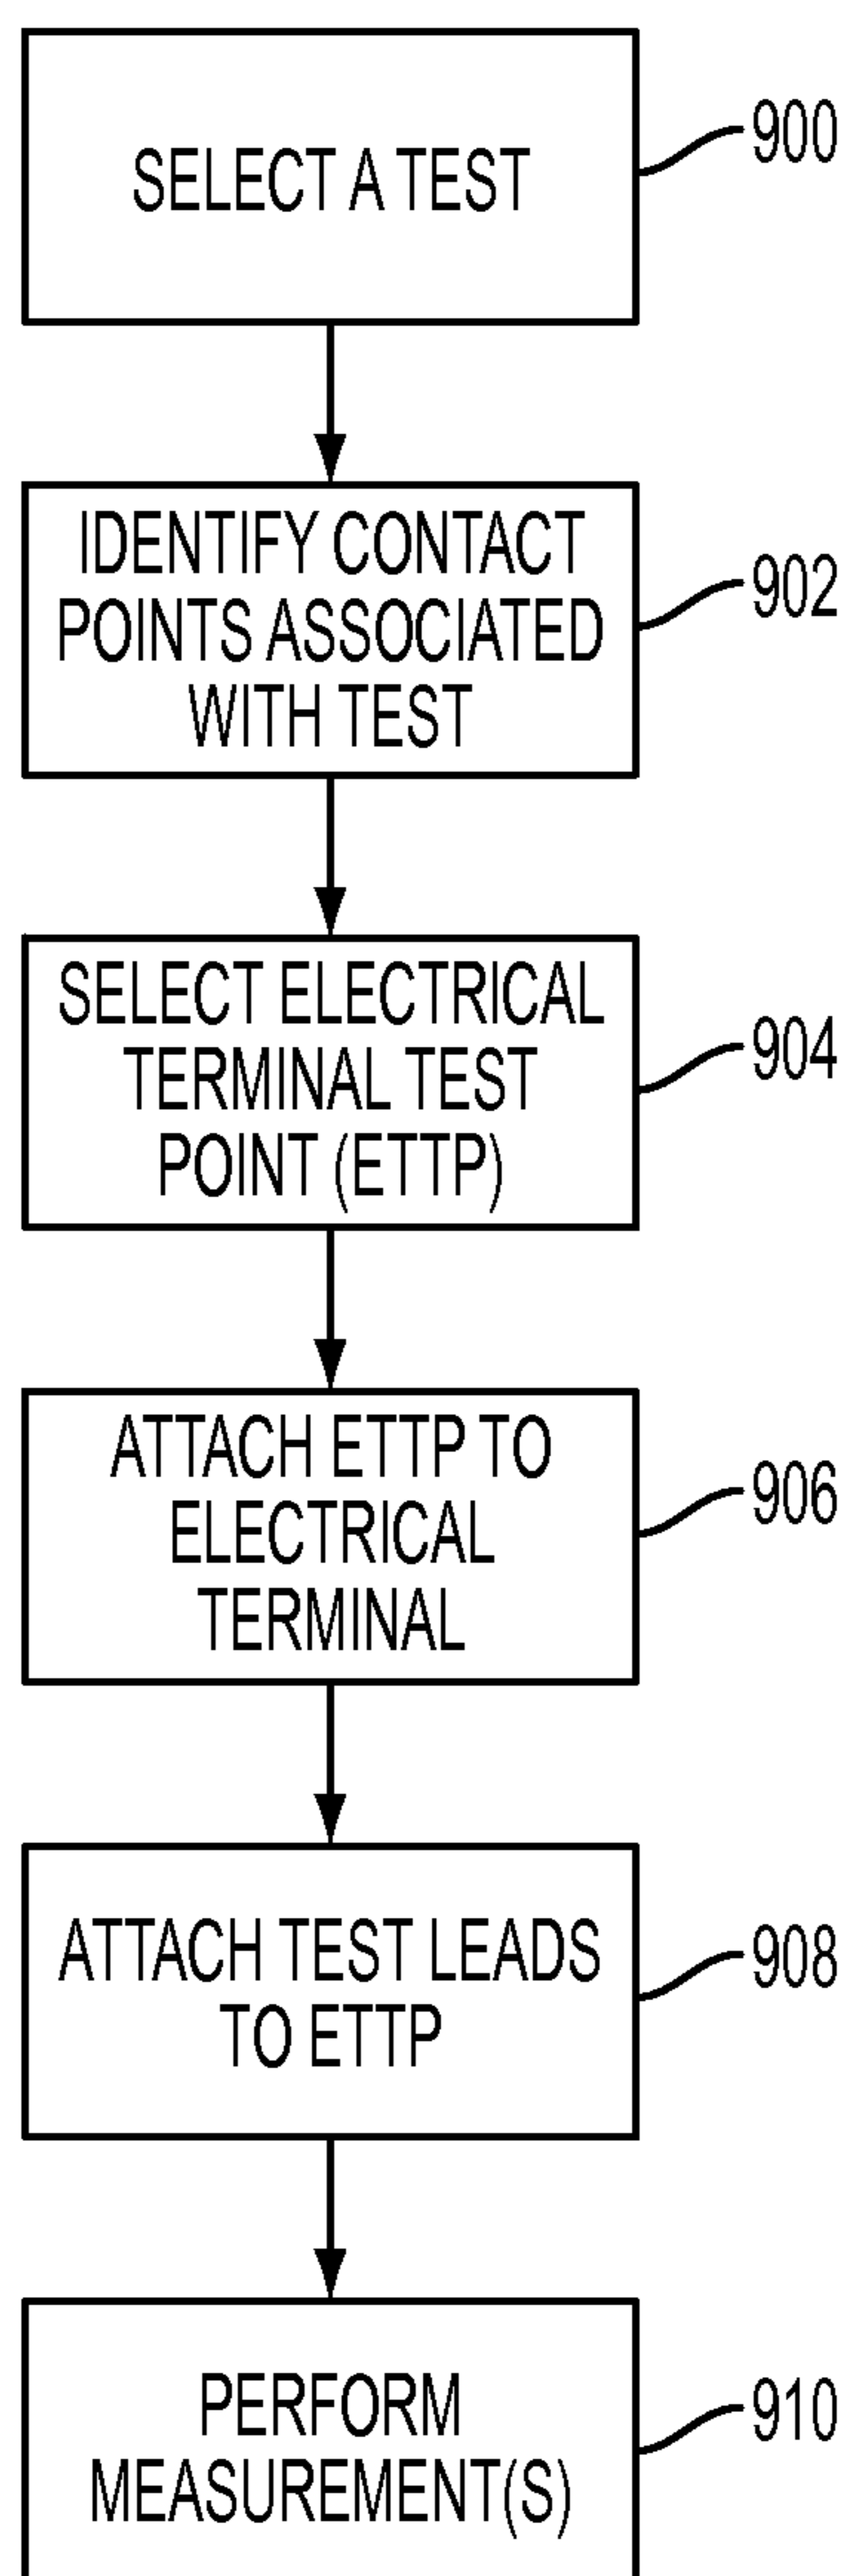 SELECT A TEST
900
IDENTIFY CONTACT
POINTS ASSOCIATED
WITH TEST
902
SELECT ELECTRICAL
TERMINAL TEST
POINT (ETTP)
904
ATTACH ETTP TO
ELECTRICAL
TERMINAL
906
ATTACH TEST LEADS
TO ETTP
908
PERFORM
MEASUREMENT(S)
910